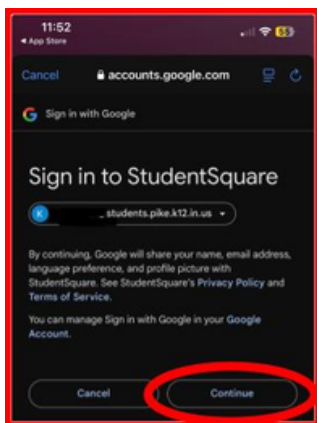 11:52
◀ App Store
55
Cancel accounts.google.com
Sign in with Google
Sign in to StudentSquare
K students.pike.k12.in.us
By continuing, Google will share your name, email address,
language preference, and profile picture with
StudentSquare. See StudentSquare's Privacy Policy and
Terms of Service.
You can manage Sign in with Google in your Google
Account.
Cancel Continue